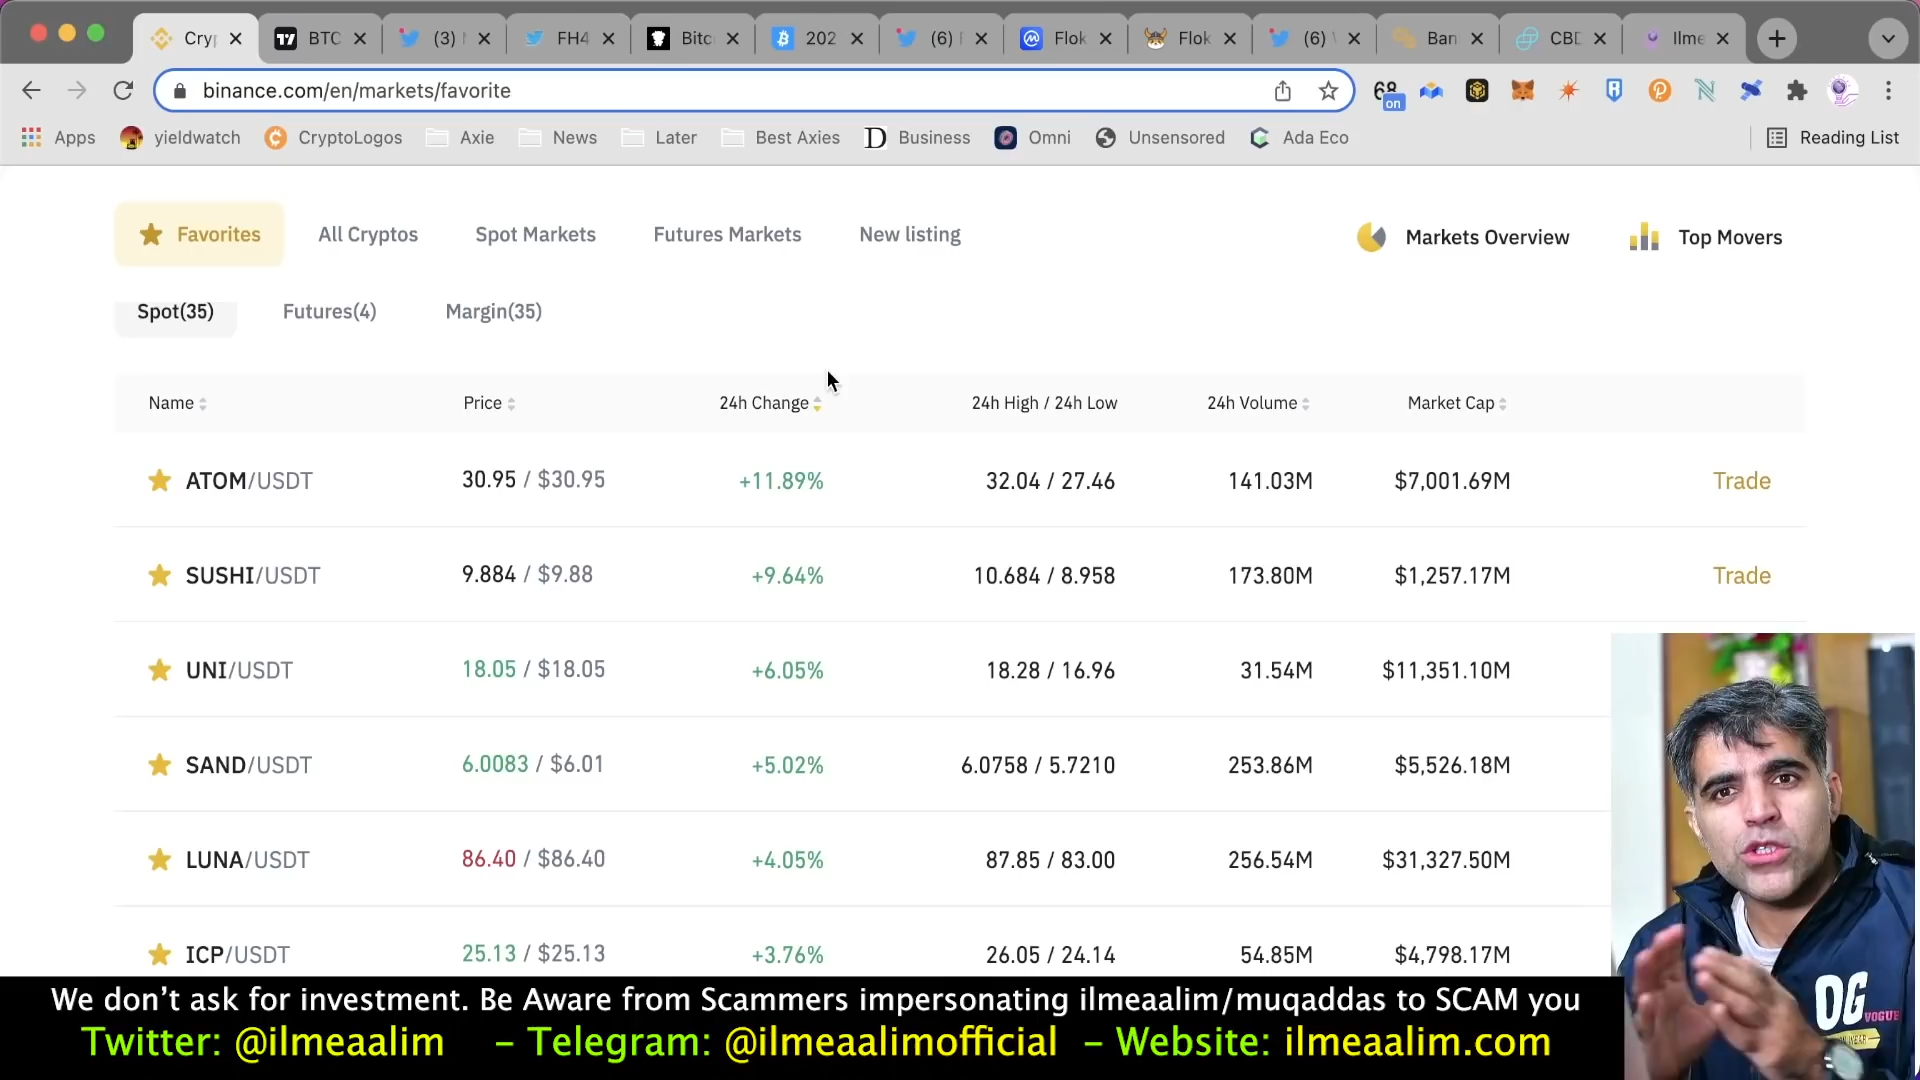 Cryp
BTC
(3)
FH4
Bitc
202
(6)
Flok
Flok
(6)
Ban
CBD
Ilme
binance.com/en/markets/favorite
68
on
Apps
yieldwatch
CryptoLogos
Axie
News
Later
Best Axies
D Business
Omni
Unsensored
Ada Eco
Reading List
Favorites
All Cryptos
Spot Markets
Futures Markets
New listing
Markets Overview
Top Movers
Spot(35)
Futures(4)
Margin(35)
Name Price 24h Change 24h High / 24h Low 24h Volume Market Cap
ATOM/USDT 30.95 / $30.95 +11.89% 32.04 / 27.46 141.03M $7,001.69M Trade
SUSHI/USDT 9.884 / $9.88 +9.64% 10.684 / 8.958 173.80M $1,257.17M Trade
UNI/USDT 18.05 / $18.05 +6.05% 18.28 / 16.96 31.54M $11,351.10M
SAND/USDT 6.0083 / $6.01 +5.02% 6.0758 / 5.7210 253.86M $5,526.18M
LUNA/USDT 86.40 / $86.40 +4.05% 87.85 / 83.00 256.54M $31,327.50M
ICP/USDT 25.13 / $25.13 +3.76% 26.05 / 24.14 54.85M $4,798.17M
OG
VOGUE
We don't ask for investment. Be Aware from Scammers impersonating ilmeaalim/muqaddas to SCAM you
Twitter: @ilmeaalim – Telegram: @ilmeaalimofficial – Website: ilmeaalim.com